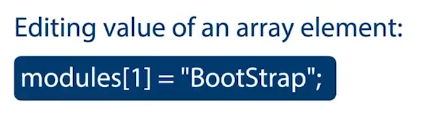 Editing value of an array element:
modules[1] = "BootStrap";